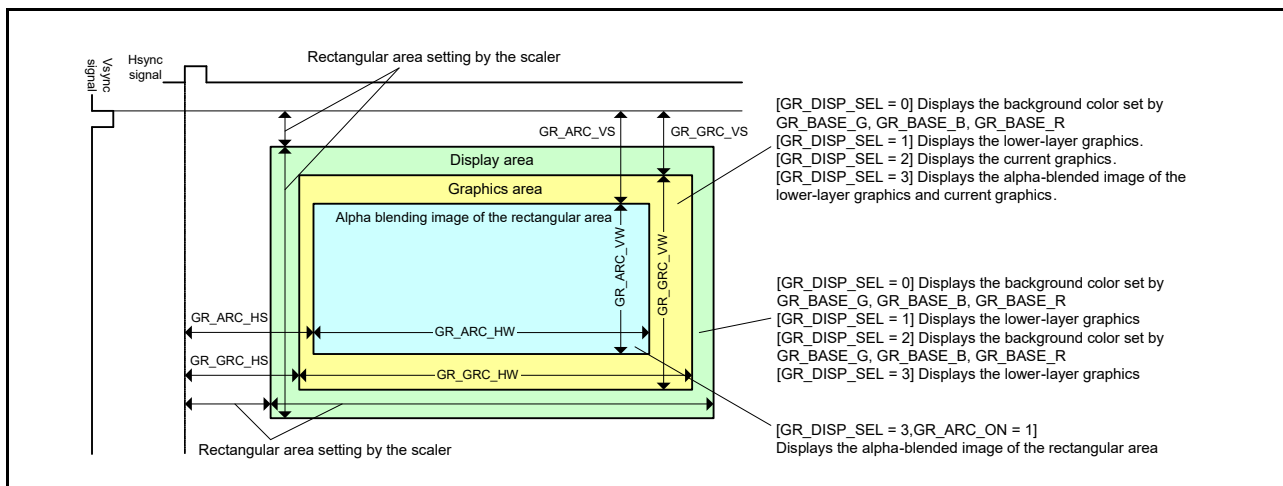 Rectangular area setting by the scaler
Hsync
signal
Vsync
signal
GR_ARC_VS
GR_GRC_VS
Display area
Graphics area
Alpha blending image of the rectangular area
GR_ARC_VW
GR_GRC_VW
GR_ARC_HS
GR_ARC_HW
GR_GRC_HS
GR_GRC_HW
Rectangular area setting by the scaler
[GR_DISP_SEL = 0] Displays the background color set by
GR_BASE_G, GR_BASE_B, GR_BASE_R
[GR_DISP_SEL = 1] Displays the lower-layer graphics.
[GR_DISP_SEL = 2] Displays the current graphics.
[GR_DISP_SEL = 3] Displays the alpha-blended image of the
lower-layer graphics and current graphics.
[GR_DISP_SEL = 0] Displays the background color set by
GR_BASE_G, GR_BASE_B, GR_BASE_R
[GR_DISP_SEL = 1] Displays the lower-layer graphics
[GR_DISP_SEL = 2] Displays the background color set by
GR_BASE_G, GR_BASE_B, GR_BASE_R
[GR_DISP_SEL = 3] Displays the lower-layer graphics
[GR_DISP_SEL = 3,GR_ARC_ON = 1]
Displays the alpha-blended image of the rectangular area